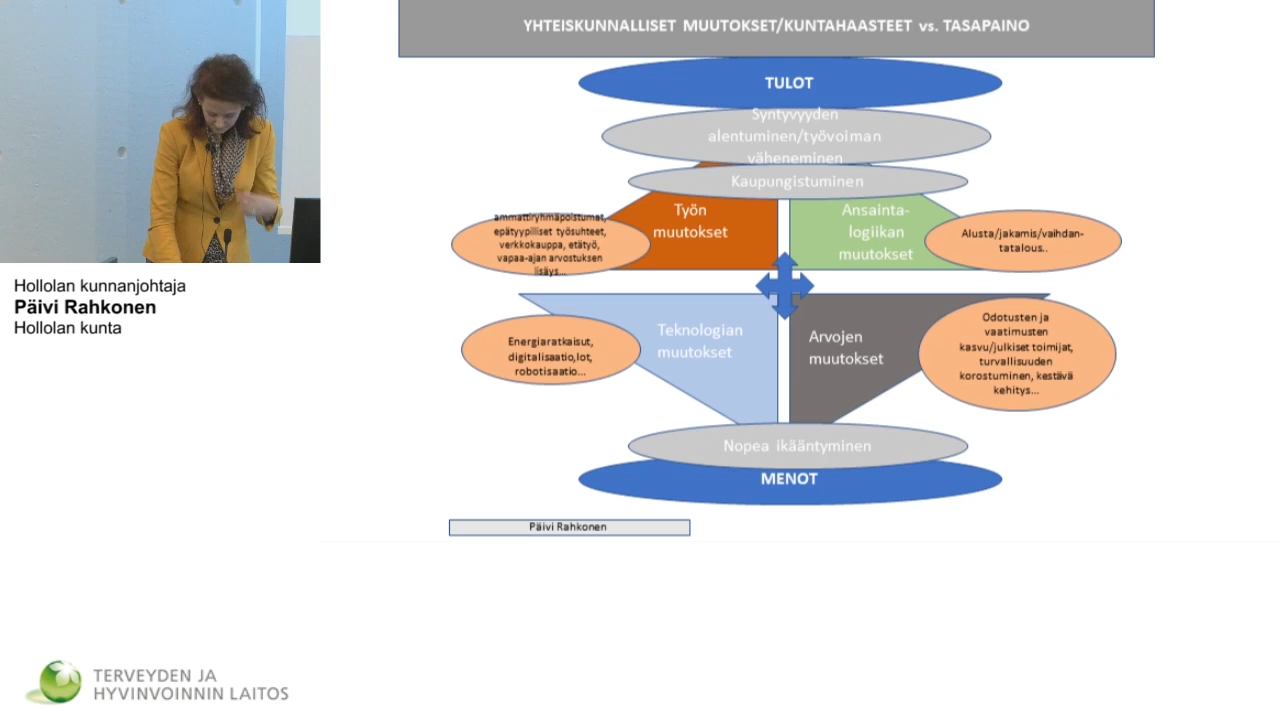 YHTEISKUNNALLISET MUUTOKSET/KUNTAHAASTEET vs. TASAPAINO
TULOT
Syntyvyyden
alentuminen/työvoiman
väheneminen
Kaupungistuminen
Työn
muutokset
ammattiryhmäpoistumat,
epätyypilliset työsuhteet,
verkkokauppa, etätyö,
vapaa-ajan arvostuksen
lisäys...
Ansainta-
logiikan
muutokset
Alusta/jakamis/vaihdan-
tatalous..
Teknologian
muutokset
Energiaratkaisut,
digitalisaatio,Iot,
robotisaatio...
Arvojen
muutokset
Odotusten ja
vaatimusten
kasvu/julkiset toimijat,
turvallisuuden
korostuminen, kestävä
kehitys...
Nopea ikääntyminen
MENOT
Päivi Rahkonen
Hollolan kunnanjohtaja
Päivi Rahkonen
Hollolan kunta
TERVEYDEN JA
HYVINVOINNIN LAITOS